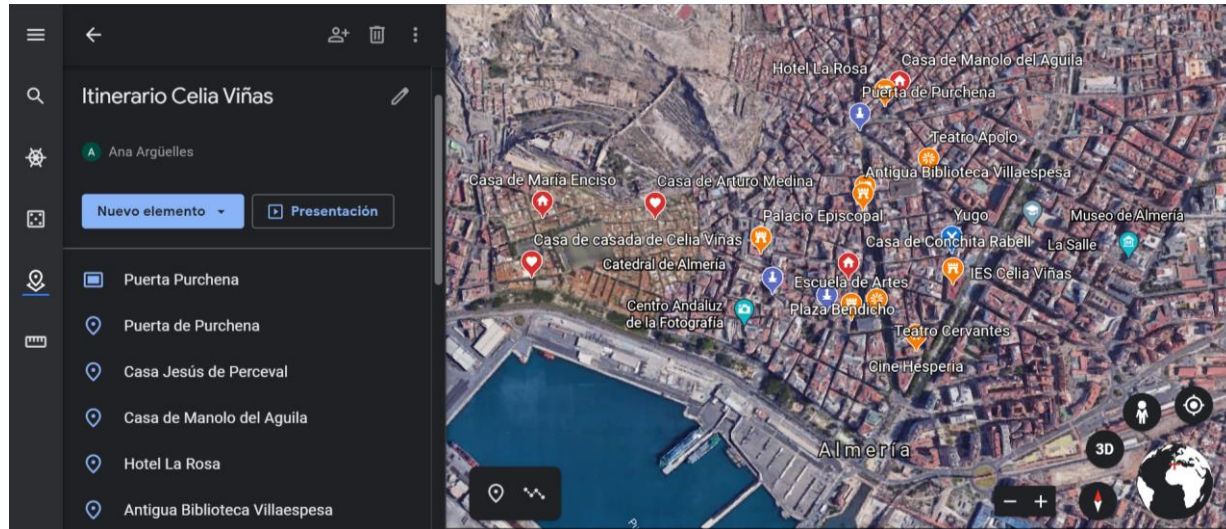 Itinerario Celia Viñas
A
Ana Argüelles
Nuevo elemento
Presentación
Puerta Purchena
Puerta de Purchena
Casa Jesús de Perceval
Casa de Manolo del Aguila
Hotel La Rosa
Antigua Biblioteca Villaespesa
Casa de Manolo del Aguila
Hotel La Rosa
Puerta de Purchena
Teatro Apolo
Antigua Biblioteca Villaespesa
Casa de María Enciso
Casa de Arturo Medina
Palacio Episcopal
Yugo
Museo de Almería
Casa de casada de Celia Viñas
Casa de Conchita Rabell
La Salle
Catedral de Almería
IES Celia Viñas
Escuela de Artes
Centro Andaluz
de la Fotografía
Plaza Bendicho
Teatro Cervantes
Cine Hesperia
Almería
3D